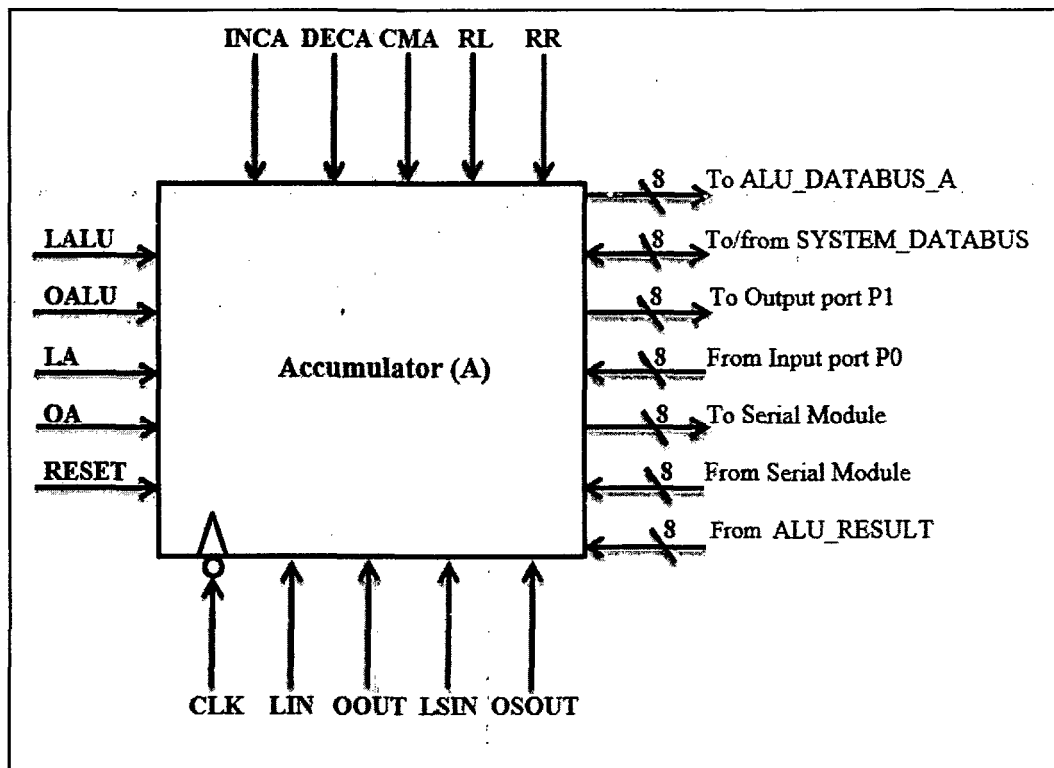 INCA DECA CMA RL RR
8 To ALU_DATABUS_A
LALU
8 To/from SYSTEM_DATABUS
OALU
8 To Output port P1
LA
Accumulator (A)
8 From Input port P0
OA
8 To Serial Module
RESET
8 From Serial Module
8 From ALU_RESULT
CLK LIN OOUT LSIN OSOUT